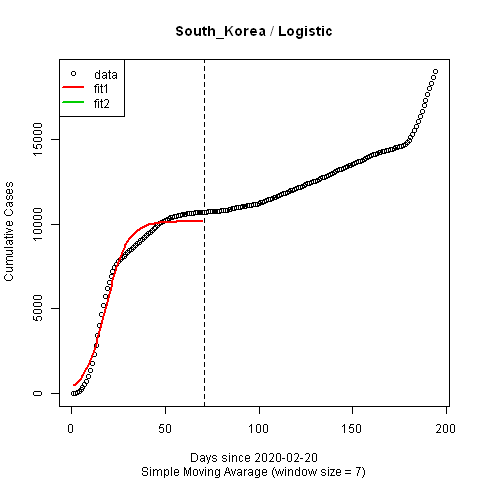 South_Korea / Logistic
data
fit1
fit2
Cumulative Cases
0
5000
10000
15000
0
50
100
150
200
Days since 2020-02-20
Simple Moving Avarage (window size = 7)